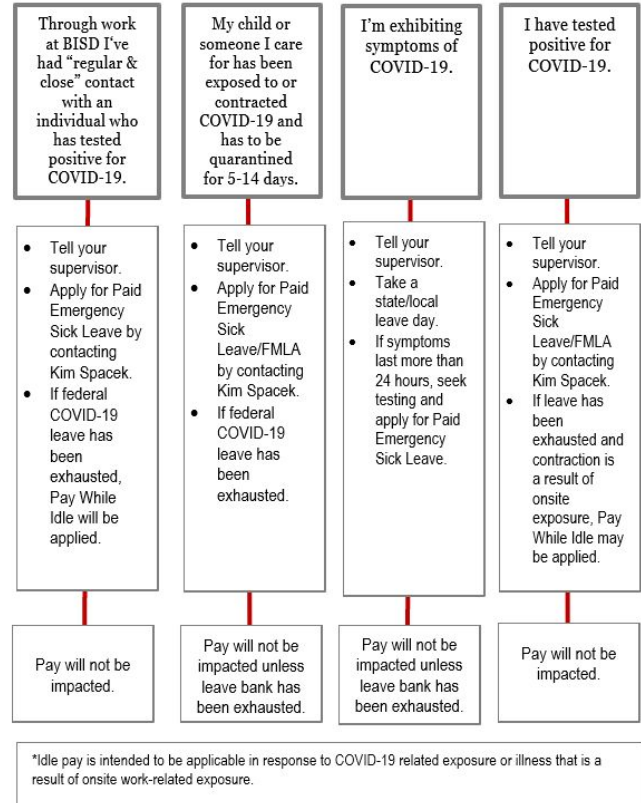 Through work
at BISD I've
had "regular &
close" contact
with an
individual who
has tested
positive for
COVID-19.
My child or
someone I care
for has been
exposed to or
contracted
COVID-19 and
has to be
quarantined
for 5-14 days.
I'm exhibiting
symptoms of
COVID-19.
I have tested
positive for
COVID-19.
• Tell your
supervisor.
• Apply for Paid
Emergency
Sick Leave by
contacting
Kim Spacek.
• If federal
COVID-19
leave has
been
exhausted,
Pay While
Idle will be
applied.
• Tell your
supervisor.
• Apply for Paid
Emergency
Sick
Leave/FMLA
by contacting
Kim Spacek.
• If federal
COVID-19
leave has
been
exhausted.
• Tell your
supervisor.
• Take a
state/local
leave day.
• If symptoms
last more than
24 hours, seek
testing and
apply for Paid
Emergency
Sick Leave.
• Tell your
supervisor.
• Apply for Paid
Emergency
Sick
Leave/FMLA
by contacting
Kim Spacek.
• If leave has
been
exhausted and
contraction is
a result of
onsite
exposure, Pay
While Idle may
be applied.
Pay will not be
impacted.
Pay will not be
impacted unless
leave bank has
been exhausted.
Pay will not be
impacted unless
leave bank has
been exhausted.
Pay will not be
impacted.
*Idle pay is intended to be applicable in response to COVID-19 related exposure or illness that is a
result of onsite work-related exposure.